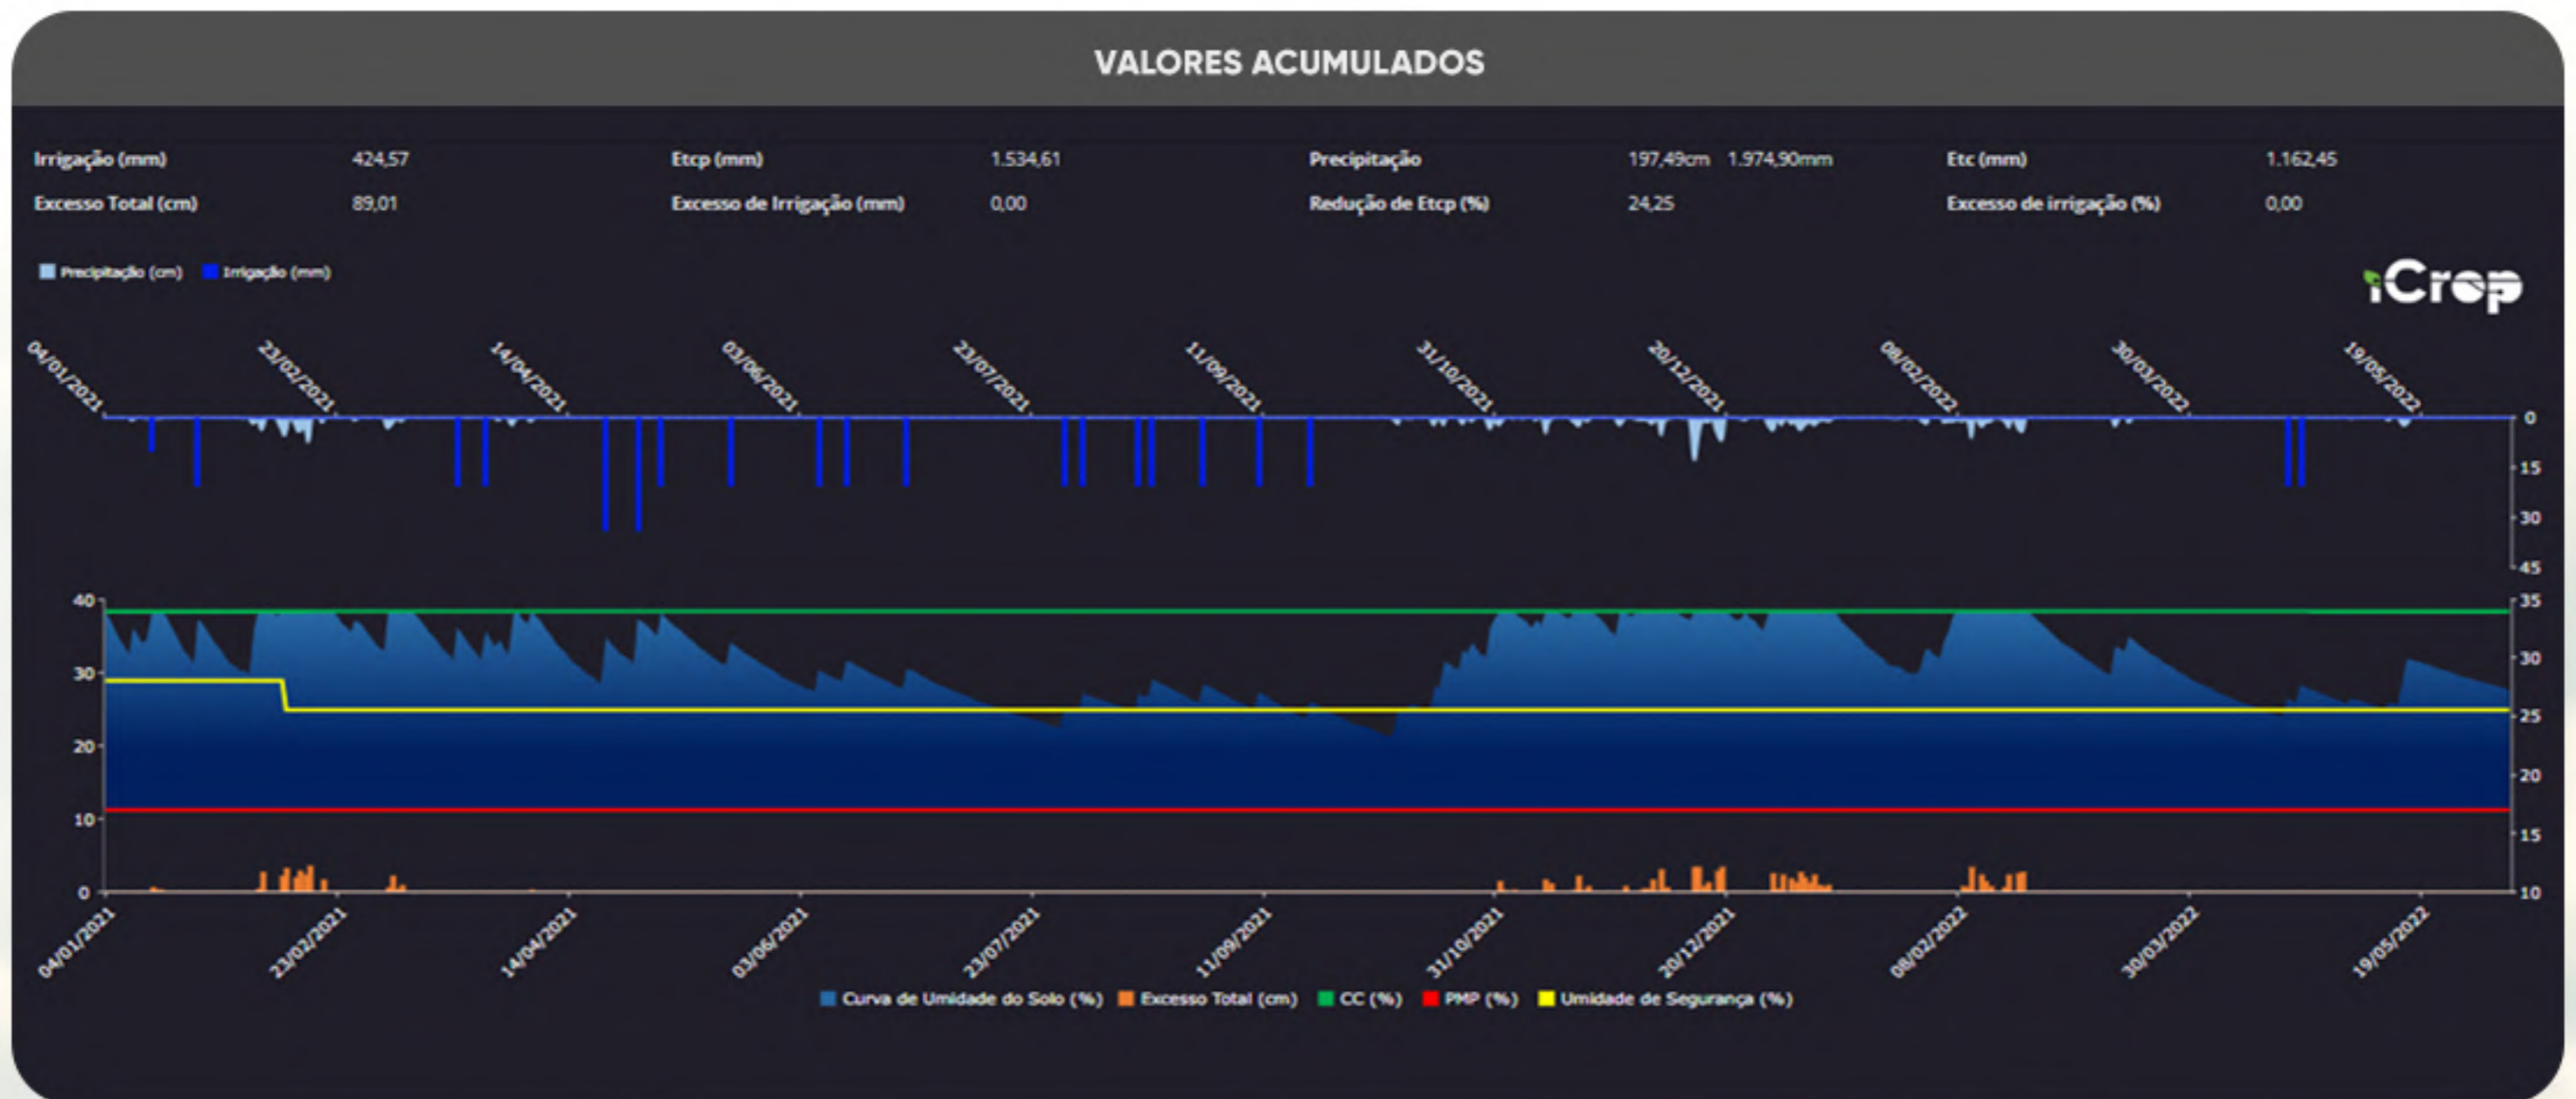 VALORES ACUMULADOS
Irrigação (mm) 424,57 Etcp (mm) 1.534,61 Precipitação 197,49cm 1.974,90mm Etc (mm) 1.162,45
Excesso Total (cm) 89,01 Excesso de Irrigação (mm) 0,00 Redução de Etcp (%) 24,25 Excesso de irrigação (%) 0,00
Precipitação (cm) Irrigação (mm)
iCrop
04/01/2021 23/02/2021 14/04/2021 03/06/2021 23/07/2021 11/09/2021 31/10/2021 20/12/2021 08/02/2022 30/03/2022 19/05/2022
0
15
30
45
40 35
30 30
25
20 20
10 15
0 10
04/01/2021 23/02/2021 14/04/2021 03/06/2021 23/07/2021 11/09/2021 31/10/2021 20/12/2021 08/02/2022 30/03/2022 19/05/2022
Curva de Umidade do Solo (%) Excesso Total (cm) CC (%) PMP (%) Umidade de Segurança (%)